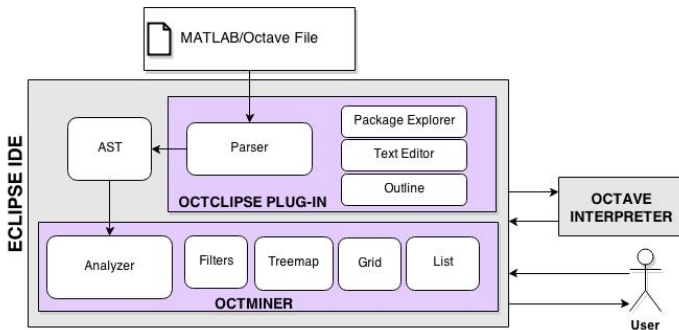 MATLAB/Octave File
ECLIPSE IDE
AST
Parser
Package Explorer
Text Editor
Outline
OCTCLIPSE PLUG-IN
OCTAVE
INTERPRETER
Analyzer
Filters
Treemap
Grid
List
OCTMINER
User